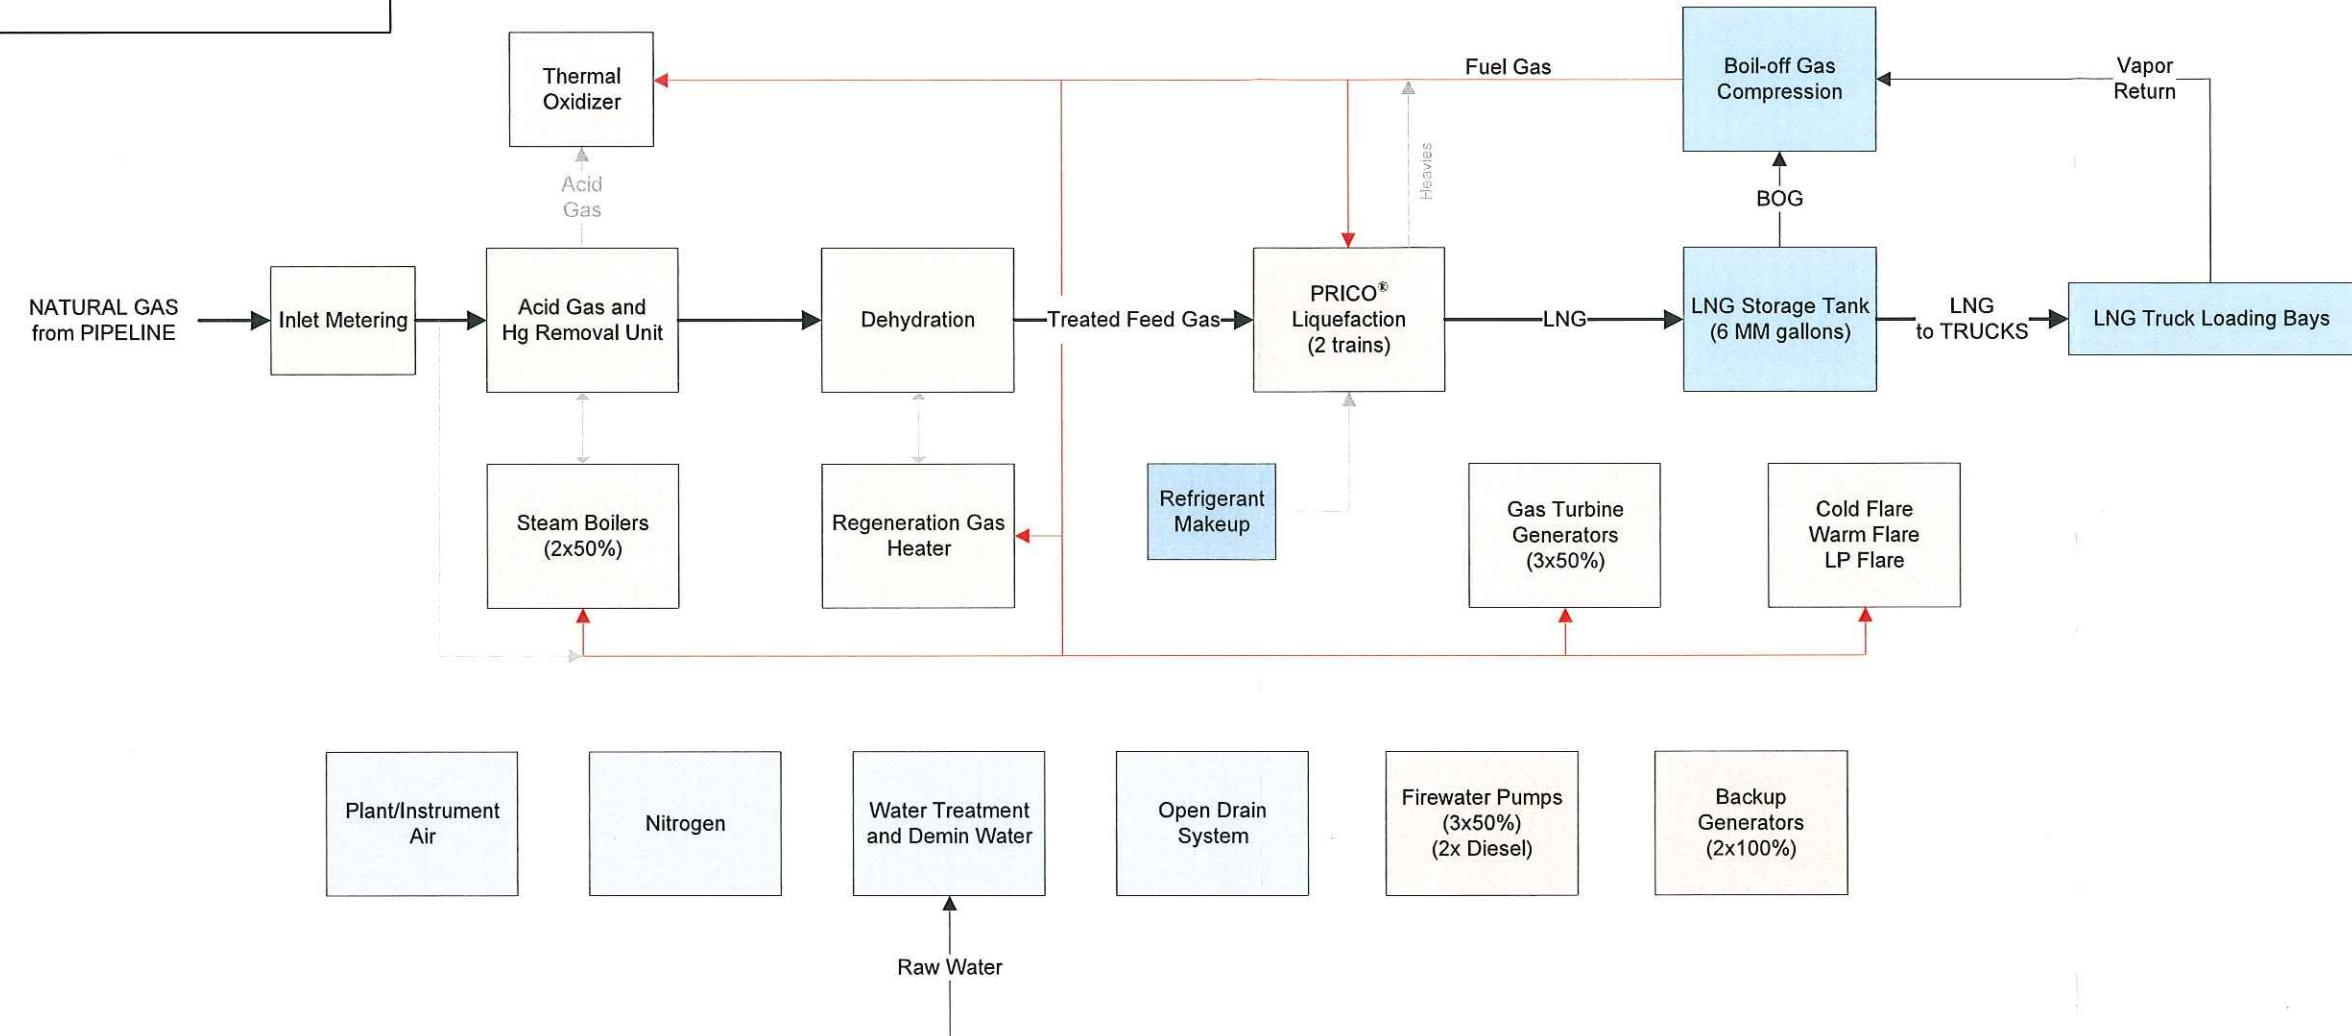 Thermal
Oxidizer
Fuel Gas
Boil-off Gas
Compression
Vapor
Return
Acid
Gas
Heavies
BOG
NATURAL GAS
from PIPELINE
Inlet Metering
Acid Gas and
Hg Removal Unit
Dehydration
Treated Feed Gas
PRICO®
Liquefaction
(2 trains)
LNG
LNG Storage Tank
(6 MM gallons)
LNG
to TRUCKS
LNG Truck Loading Bays
Steam Boilers
(2x50%)
Regeneration Gas
Heater
Refrigerant
Makeup
Gas Turbine
Generators
(3x50%)
Cold Flare
Warm Flare
LP Flare
Plant/Instrument
Air
Nitrogen
Water Treatment
and Demin Water
Open Drain
System
Firewater Pumps
(3x50%)
(2x Diesel)
Backup
Generators
(2x100%)
Raw Water